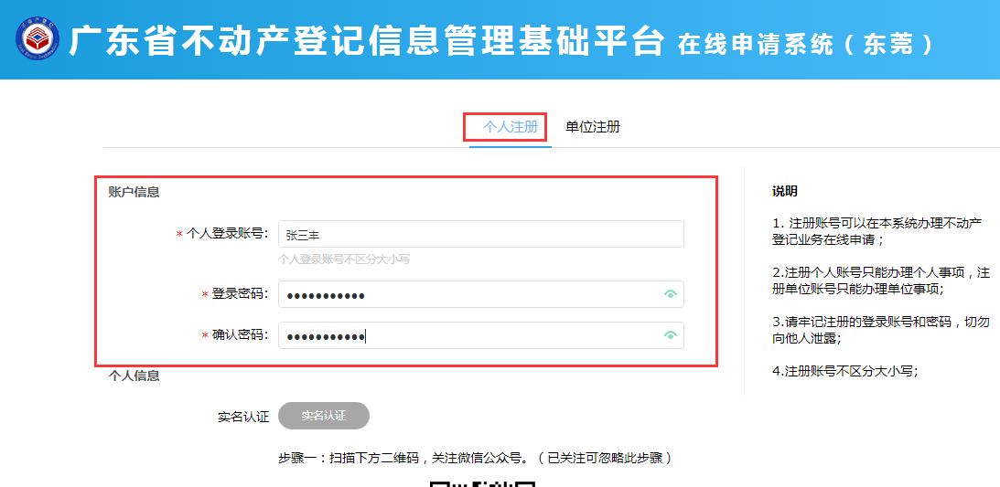 广东省不动产登记信息管理基础平台 在线申请系统（东莞）
个人注册 单位注册
账户信息
* 个人登录账号： 张三丰
个人登录账号不区分大小写
* 登录密码： ●●●●●●●●●●●
* 确认密码： ●●●●●●●●●●●
个人信息
实名认证 实名认证
步骤一：扫描下方二维码，关注微信公众号。（已关注可忽略此步骤）
说明
1. 注册账号可以在本系统办理不动产
登记业务在线申请；
2.注册个人账号只能办理个人事项，注
册单位账号只能办理单位事项;
3.请牢记注册的登录账号和密码，切勿
向他人泄露;
4.注册账号不区分大小写;